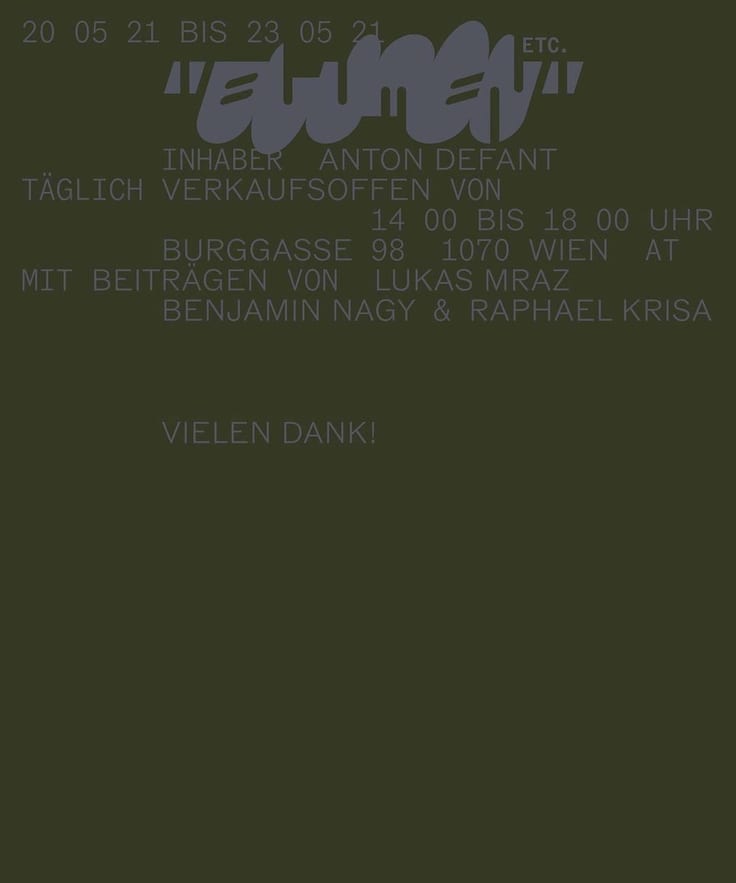 20 05 21 BIS 23 05 21
"BLUMEN" ETC.
INHABER ANTON DEFANT
TÄGLICH VERKAUFSOFFEN VON
14 00 BIS 18 00 UHR
BURGGASSE 98 1070 WIEN AT
MIT BEITRÄGEN VON LUKAS MRAZ
BENJAMIN NAGY & RAPHAEL KRISA
VIELEN DANK!